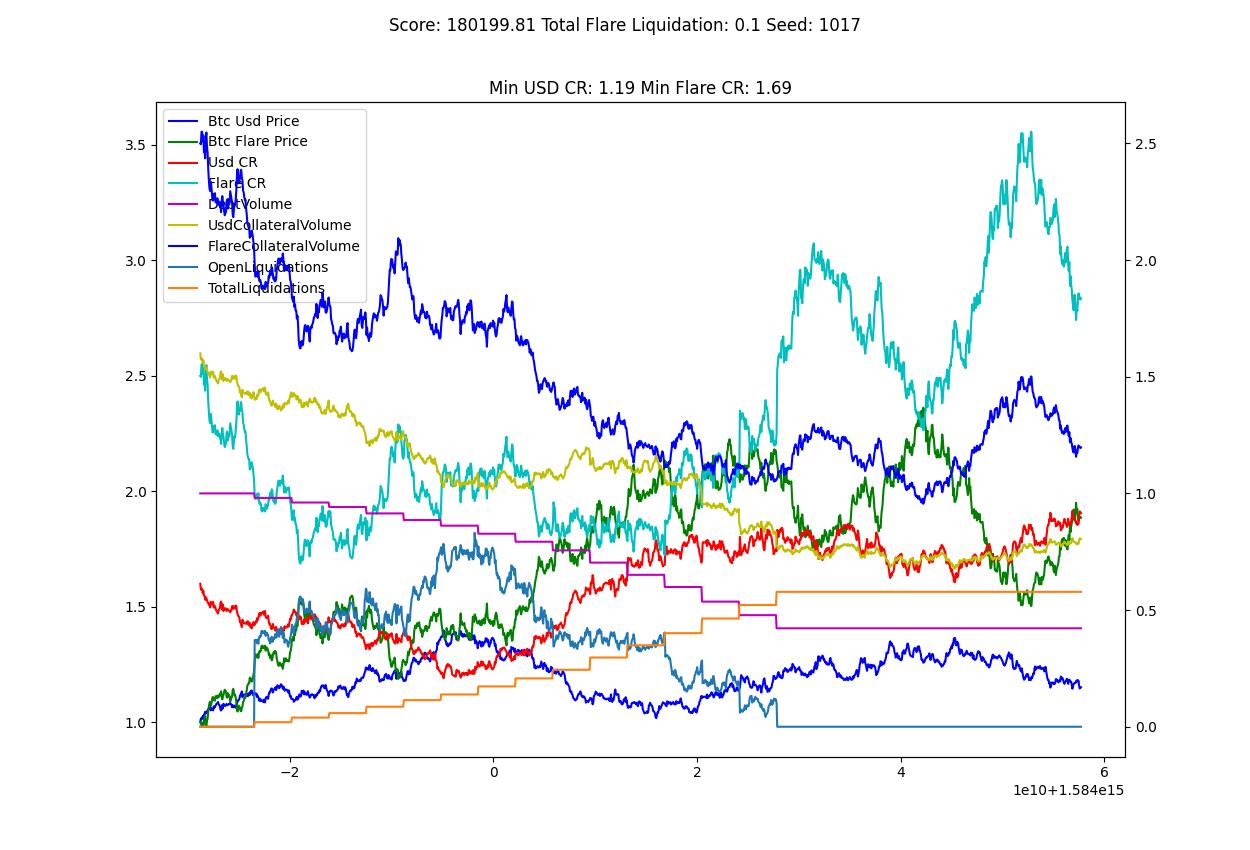 Score: 180199.81 Total Flare Liquidation: 0.1 Seed: 1017
Min USD CR: 1.19 Min Flare CR: 1.69
Btc Usd Price
Btc Flare Price
Usd CR
Flare CR
DebtVolume
UsdCollateralVolume
FlareCollateralVolume
OpenLiquidations
TotalLiquidations
3.5
3.0
2.5
2.0
1.5
1.0
2.5
2.0
1.5
1.0
0.5
0.0
−2
0
2
4
6
1e10+1.584e15